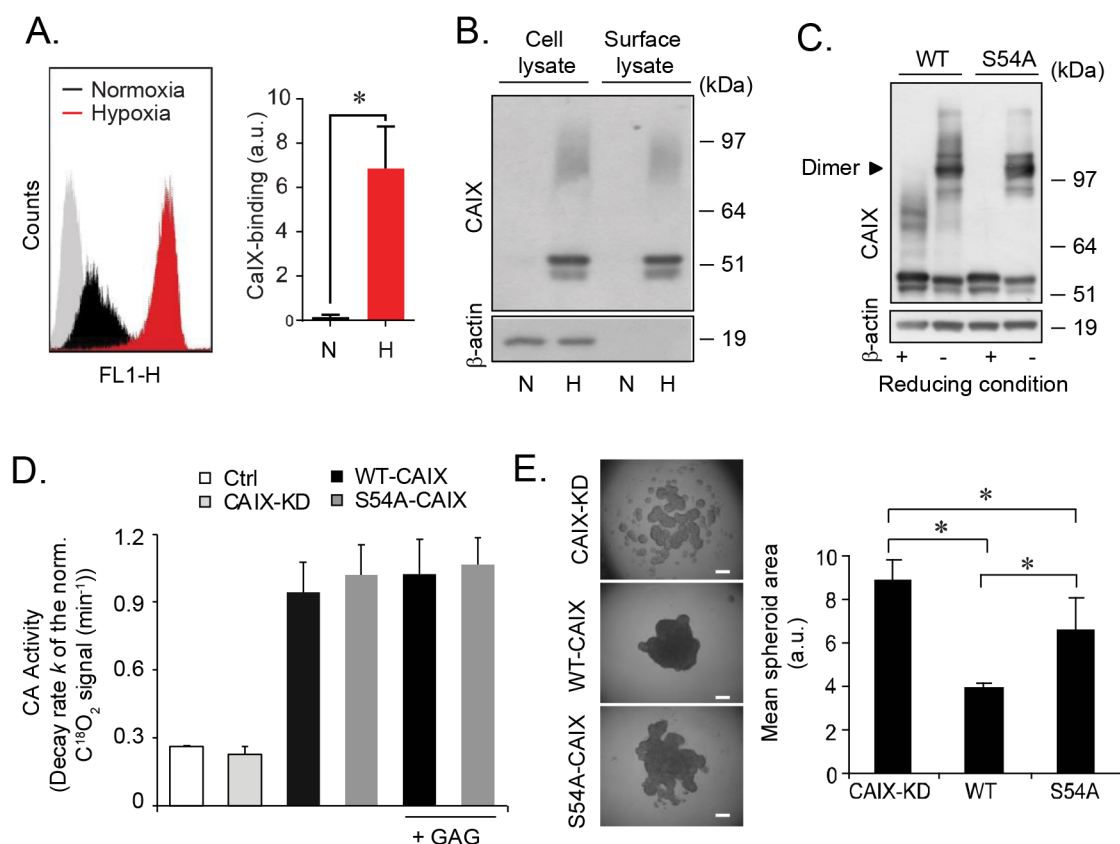 A.
Normoxia
Hypoxia
Counts
FL1-H
CaIX-binding (a.u.)
10
8
6
4
2
0
*
N
H
B.
Cell
lysate
Surface
lysate
(kDa)
CAIX
97
64
51
β-actin
19
N
H
N
H
C.
WT
S54A
(kDa)
Dimer
CAIX
97
64
51
β-actin
19
+
-
+
-
Reducing condition
D.
Ctrl
CAIX-KD
WT-CAIX
S54A-CAIX
CA Activity
(Decay rate k of the norm.
C¹⁸O₂ signal (min⁻¹))
1.2
0.9
0.6
0.3
0
+ GAG
E.
CAIX-KD
WT-CAIX
S54A-CAIX
Mean spheroid area
(a.u.)
10
8
6
4
2
0
*
*
*
CAIX-KD
WT
S54A